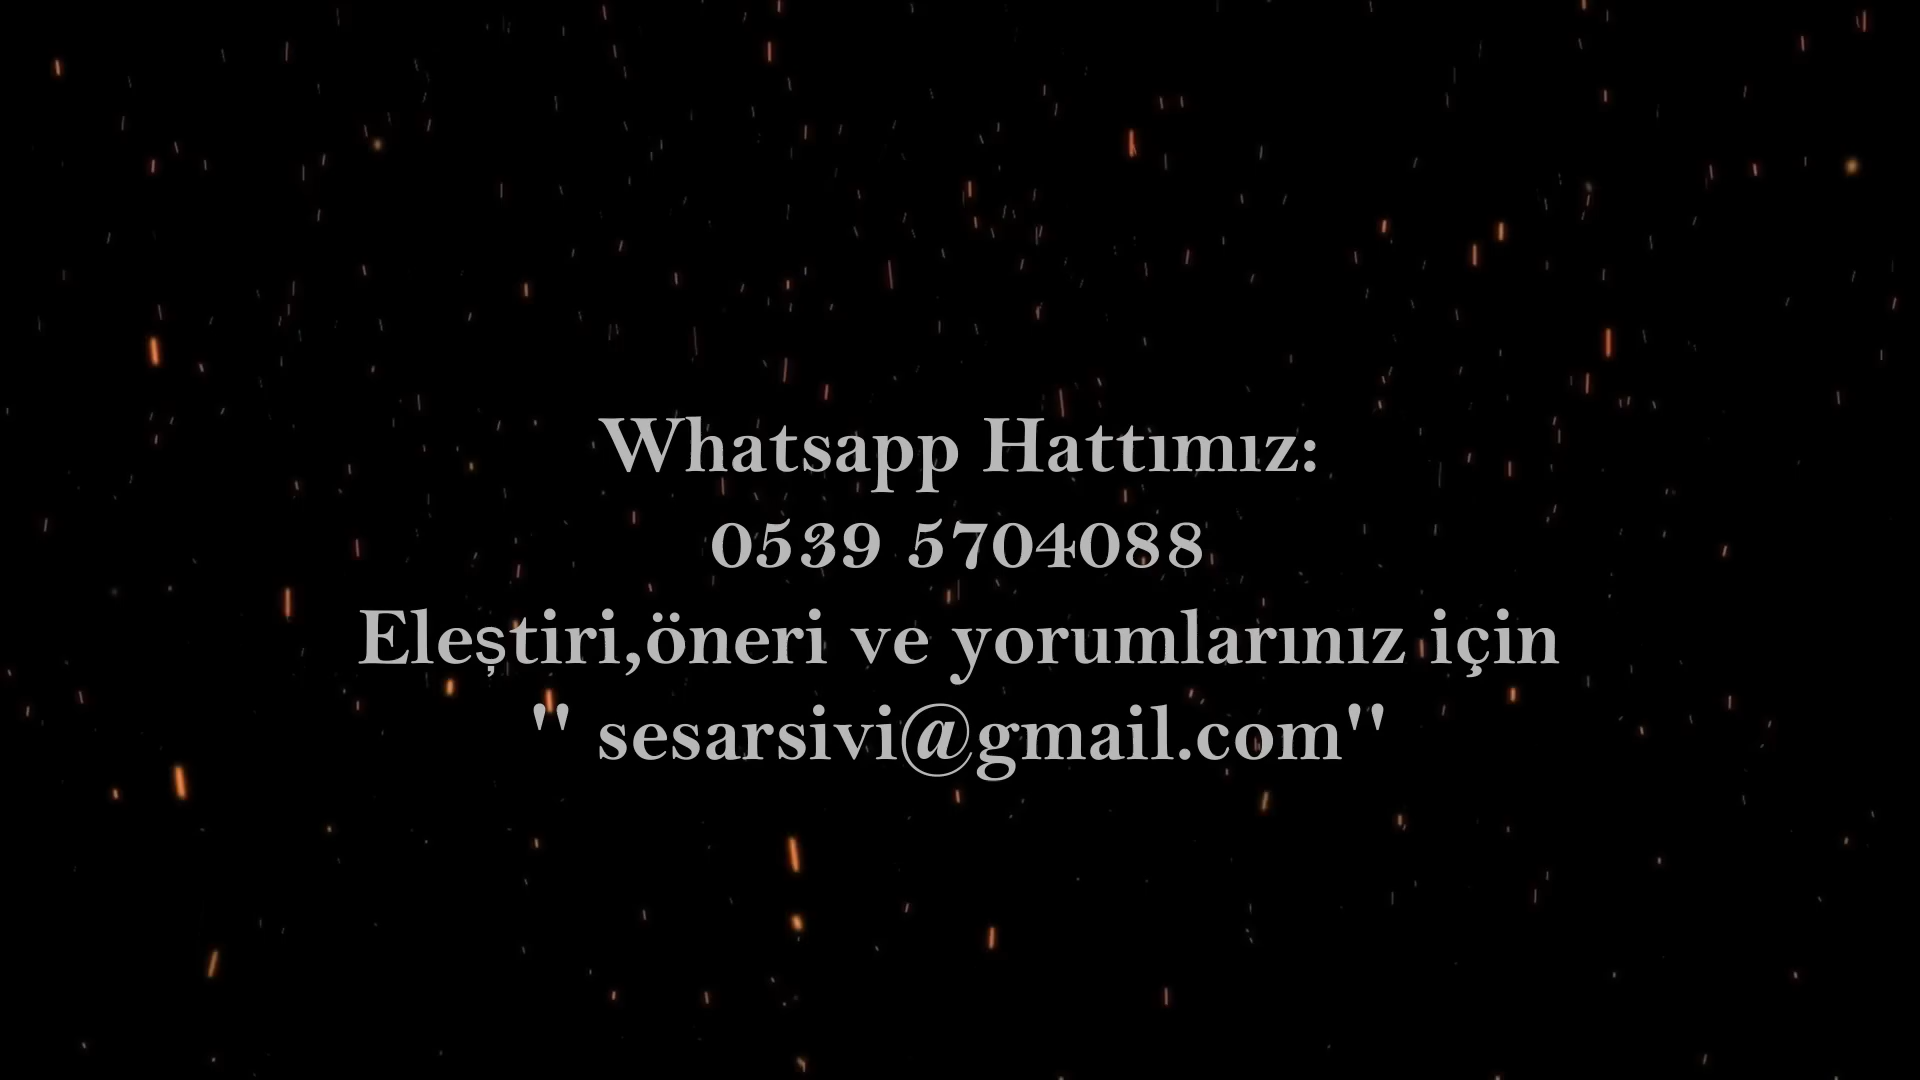 Whatsapp Hattımız:
0539 5704088
Eleştiri,öneri ve yorumlarınız için
" sesarsivi@gmail.com"